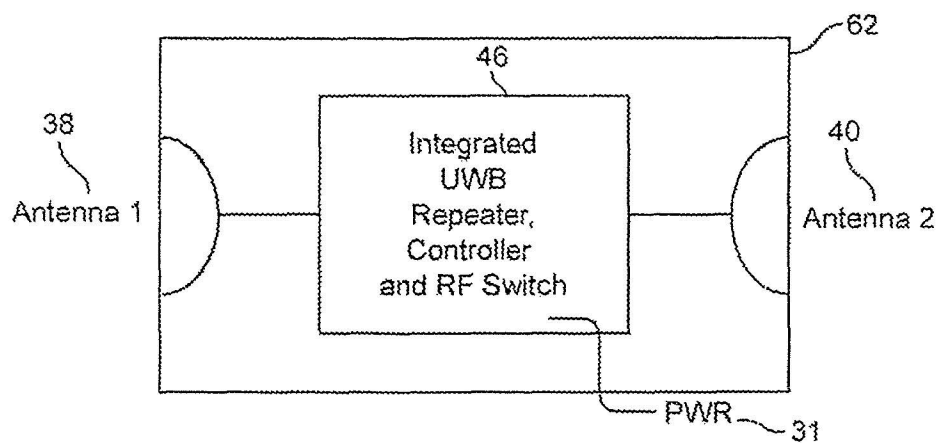 62
46
38
Antenna 1
Integrated
UWB
Repeater,
Controller
and RF Switch
40
Antenna 2
PWR
31